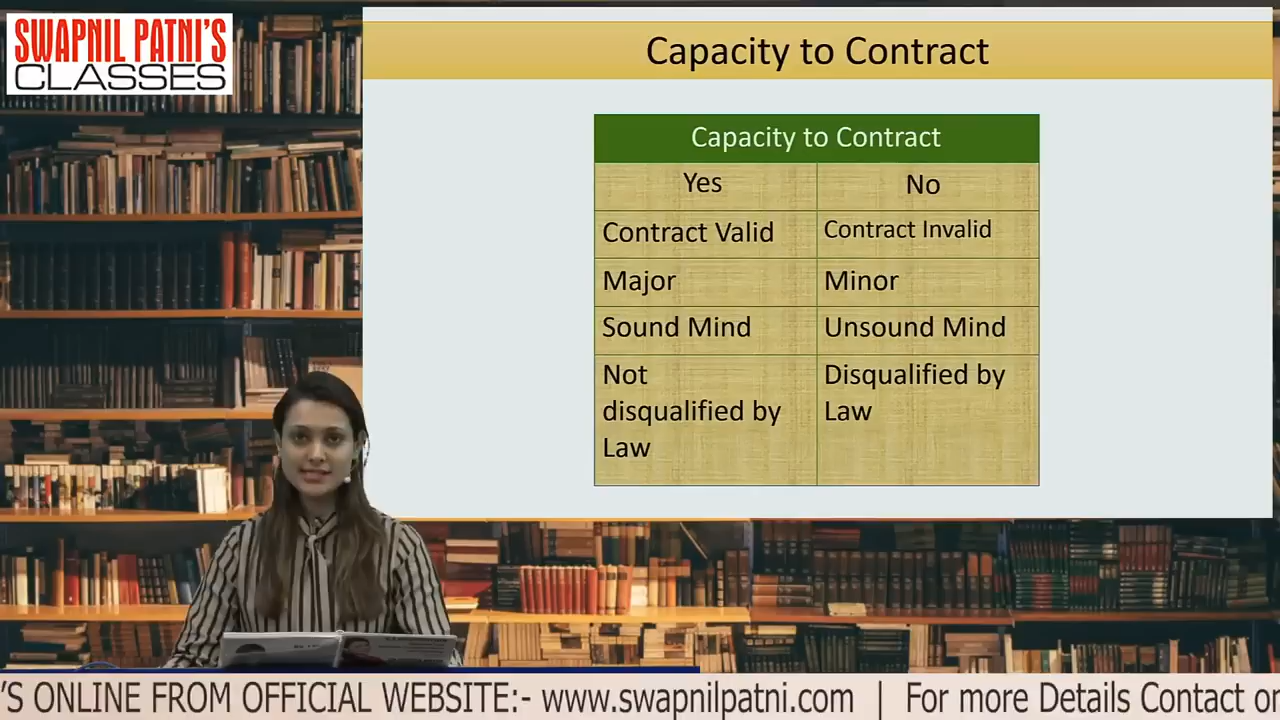 SWAPNIL PATNI'S
CLASSES
Capacity to Contract
Capacity to Contract
Yes
No
Contract Valid
Contract Invalid
Major
Minor
Sound Mind
Unsound Mind
Not
disqualified by
Law
Disqualified by
Law
'S ONLINE FROM OFFICIAL WEBSITE:- www.swapnilpatni.com | For more Details Contact on